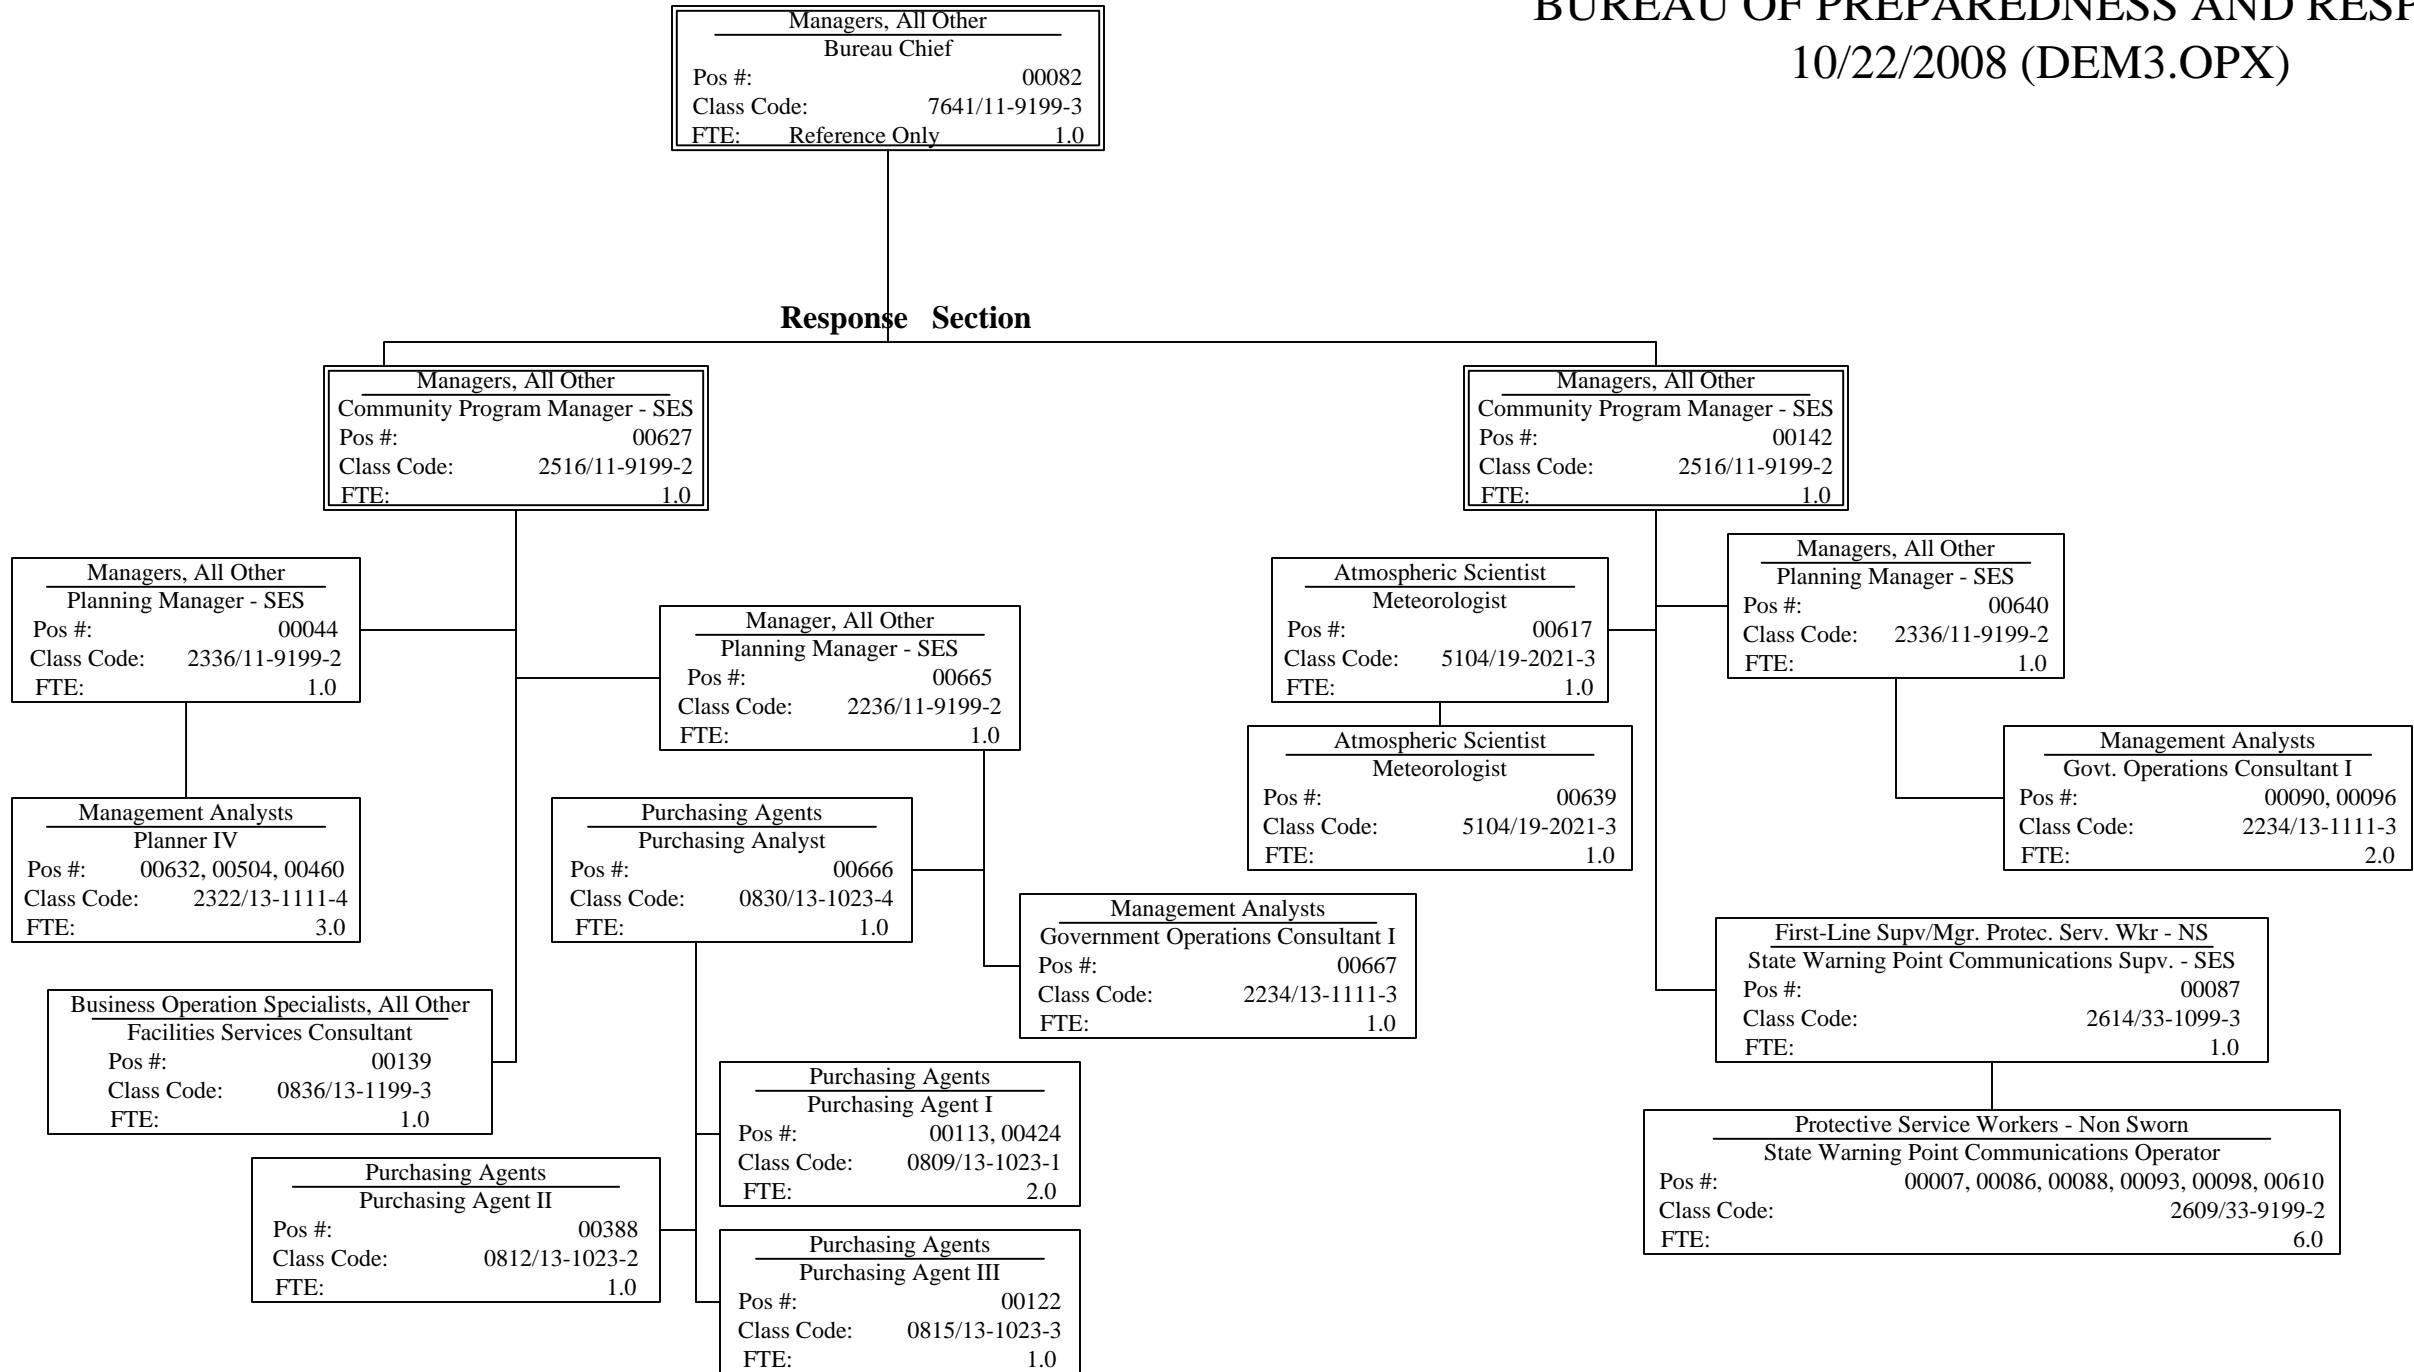 BUREAU OF PREPAREDNESS AND RESP
10/22/2008 (DEM3.OPX)
Managers, All Other
Bureau Chief
Pos #: 00082
Class Code: 7641/11-9199-3
FTE: Reference Only 1.0
Response Section
Managers, All Other
Community Program Manager - SES
Pos #: 00627
Class Code: 2516/11-9199-2
FTE: 1.0
Managers, All Other
Community Program Manager - SES
Pos #: 00142
Class Code: 2516/11-9199-2
FTE: 1.0
Managers, All Other
Planning Manager - SES
Pos #: 00044
Class Code: 2336/11-9199-2
FTE: 1.0
Manager, All Other
Planning Manager - SES
Pos #: 00665
Class Code: 2236/11-9199-2
FTE: 1.0
Atmospheric Scientist
Meteorologist
Pos #: 00617
Class Code: 5104/19-2021-3
FTE: 1.0
Managers, All Other
Planning Manager - SES
Pos #: 00640
Class Code: 2336/11-9199-2
FTE: 1.0
Atmospheric Scientist
Meteorologist
Pos #: 00639
Class Code: 5104/19-2021-3
FTE: 1.0
Management Analysts
Govt. Operations Consultant I
Pos #: 00090, 00096
Class Code: 2234/13-1111-3
FTE: 2.0
Management Analysts
Planner IV
Pos #: 00632, 00504, 00460
Class Code: 2322/13-1111-4
FTE: 3.0
Purchasing Agents
Purchasing Analyst
Pos #: 00666
Class Code: 0830/13-1023-4
FTE: 1.0
Management Analysts
Government Operations Consultant I
Pos #: 00667
Class Code: 2234/13-1111-3
FTE: 1.0
First-Line Supv/Mgr. Protec. Serv. Wkr - NS
State Warning Point Communications Supv. - SES
Pos #: 00087
Class Code: 2614/33-1099-3
FTE: 1.0
Business Operation Specialists, All Other
Facilities Services Consultant
Pos #: 00139
Class Code: 0836/13-1199-3
FTE: 1.0
Purchasing Agents
Purchasing Agent I
Pos #: 00113, 00424
Class Code: 0809/13-1023-1
FTE: 2.0
Protective Service Workers - Non Sworn
State Warning Point Communications Operator
Pos #: 00007, 00086, 00088, 00093, 00098, 00610
Class Code: 2609/33-9199-2
FTE: 6.0
Purchasing Agents
Purchasing Agent II
Pos #: 00388
Class Code: 0812/13-1023-2
FTE: 1.0
Purchasing Agents
Purchasing Agent III
Pos #: 00122
Class Code: 0815/13-1023-3
FTE: 1.0